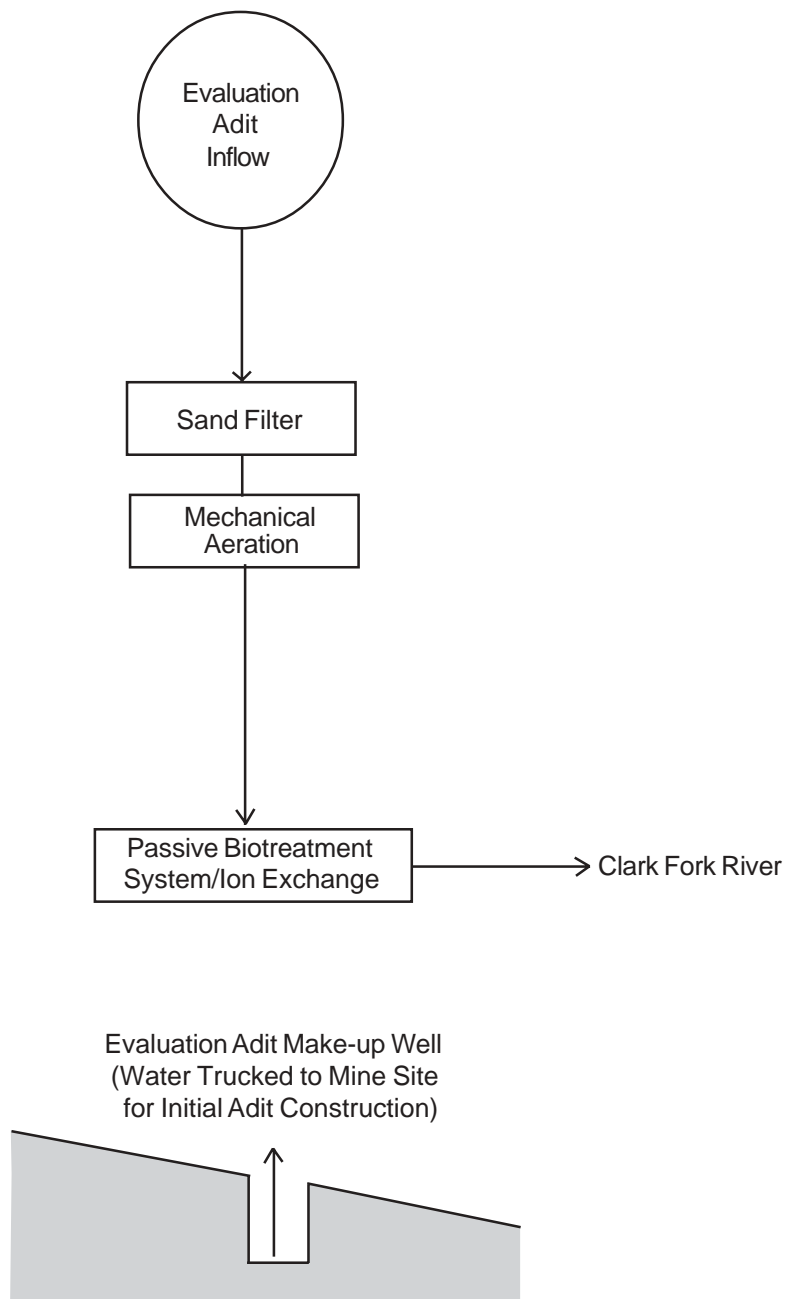 Evaluation
Adit
Inflow
Sand Filter
Mechanical
Aeration
Passive Biotreatment
System/Ion Exchange
Clark Fork River
Evaluation Adit Make-up Well
(Water Trucked to Mine Site
for Initial Adit Construction)